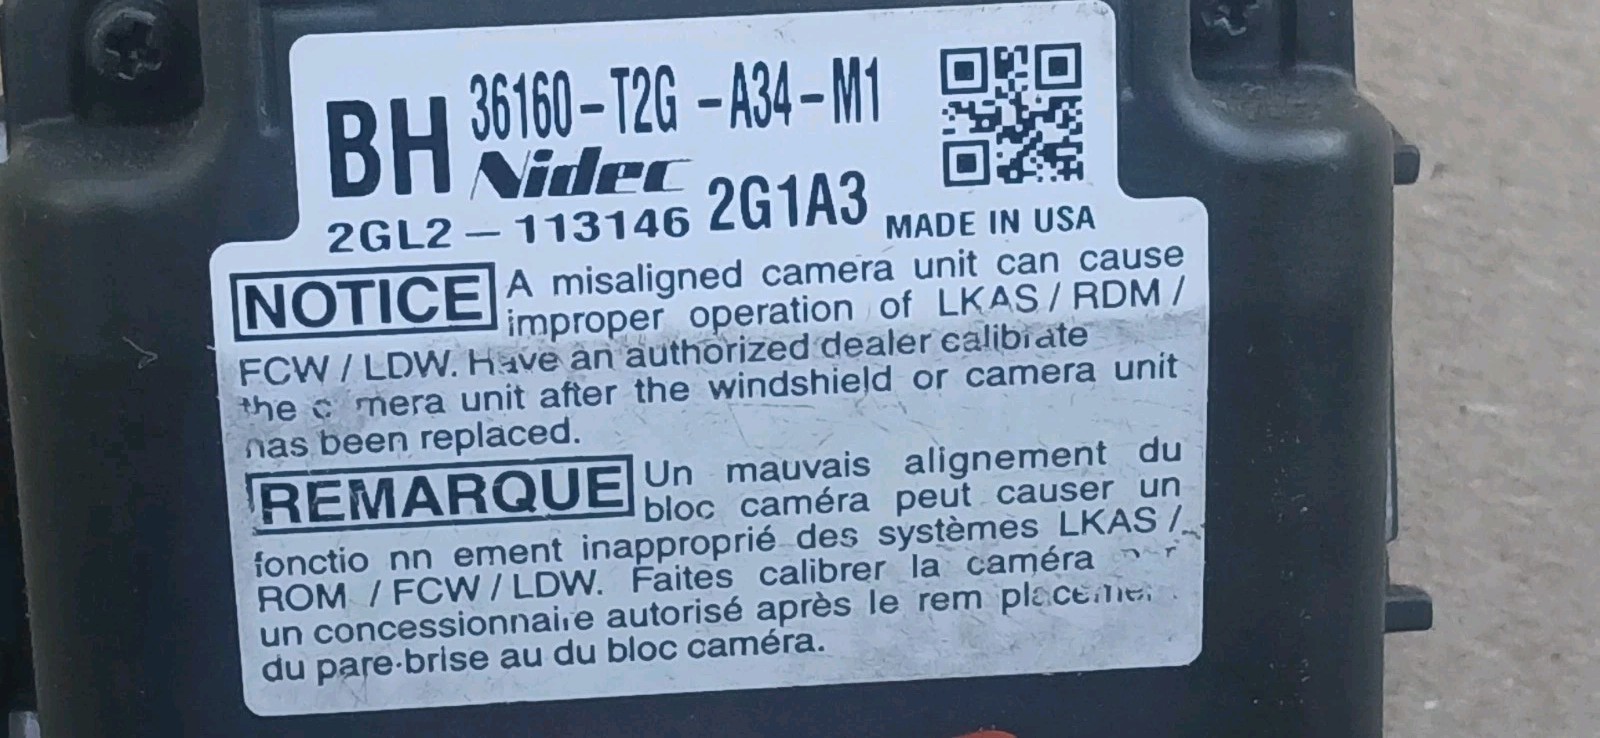 BH 36160-T2G -A34-M1
Nidec
2GL2-113146 2G1A3 MADE IN USA
NOTICE A misaligned camera unit can cause
improper operation of LKAS / RDM /
FCW / LDW. Have an authorized dealer calibrate
the camera unit after the windshield or camera unit
has been replaced.
REMARQUE Un mauvais alignement du
bloc caméra peut causer un
fonctio nn ement inapproprié des systèmes LKAS /
ROM / FCW / LDW. Faites calibrer la caméra
un concessionnaire autorisé après le rem placement
du pare-brise au du bloc caméra.